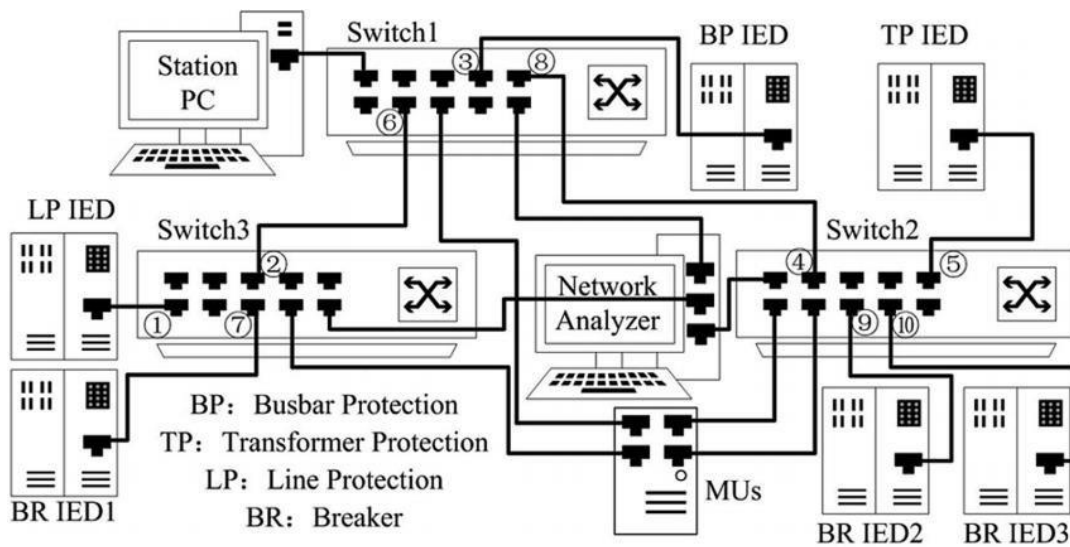 Switch1
BP IED
TP IED
Station
PC
③
⑧
⑥
LP IED
Switch3
Switch2
②
④
⑤
Network
Analyzer
①
⑦
⑨
⑩
BP: Busbar Protection
TP: Transformer Protection
LP: Line Protection
BR: Breaker
MUs
BR IED1
BR IED2
BR IED3